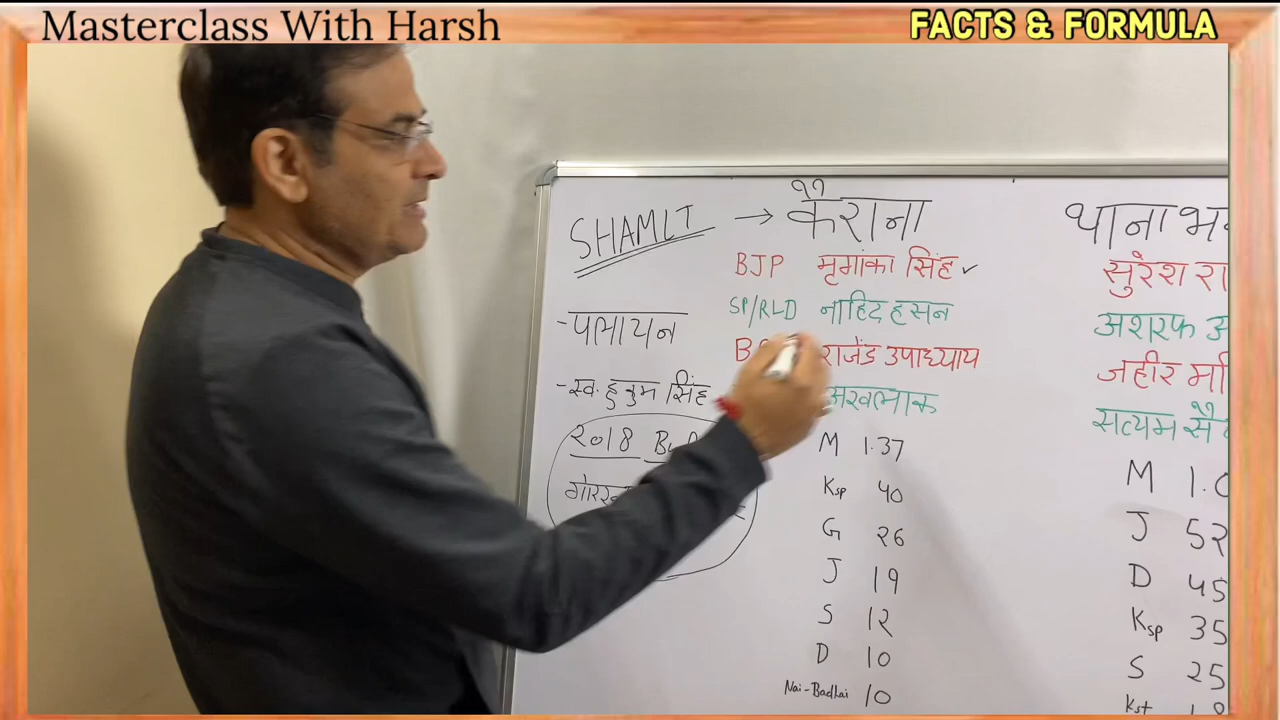 Masterclass With Harsh
FACTS & FORMULA
SHAMLI → कैराना
BJP मृगांका सिंह ✓
SP/RLD नाहिद हसन
राजेंद्र उपाध्याय
अखलाक
M 1.37
Ksp 40
G 26
J 19
S 12
D 10
Nai-Badhai 10
- पलायन
- स्व. हुकुम सिंह
2018
थाना भ
सुरेश रा
अशरफ अ
जहीर म
सत्यम सै
M 1.0
J 52
D 45
Ksp 35
S 25
Kst